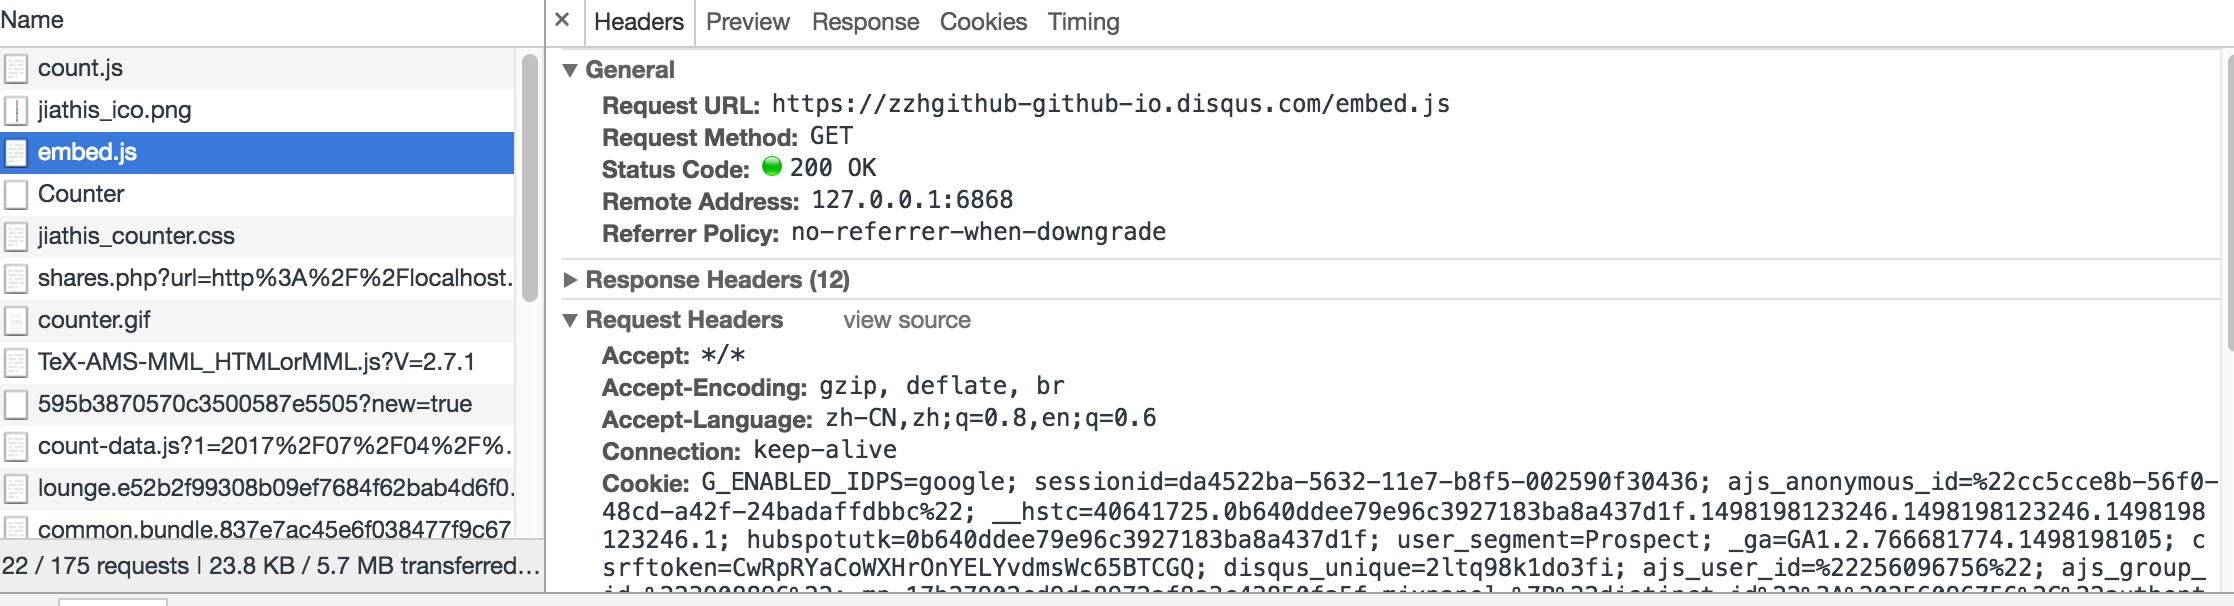 Name
count.js
jiathis_ico.png
embed.js
Counter
jiathis_counter.css
shares.php?url=http%3A%2F%2Flocalhost.
counter.gif
TeX-AMS-MML_HTMLorMML.js?V=2.7.1
595b3870570c3500587e5505?new=true
count-data.js?1=2017%2F07%2F04%2F%.
lounge.e52b2f99308b09ef7684f62bab4d6f0.
common.bundle.837e7ac45e6f038477f9c67
22 / 175 requests | 23.8 KB / 5.7 MB transferred...
× Headers Preview Response Cookies Timing
▼ General
Request URL: https://zzhgithub-github-io.disqus.com/embed.js
Request Method: GET
Status Code: 200 OK
Remote Address: 127.0.0.1:6868
Referrer Policy: no-referrer-when-downgrade
▶ Response Headers (12)
▼ Request Headers view source
Accept: */*
Accept-Encoding: gzip, deflate, br
Accept-Language: zh-CN,zh;q=0.8,en;q=0.6
Connection: keep-alive
Cookie: G_ENABLED_IDPS=google; sessionid=da4522ba-5632-11e7-b8f5-002590f30436; ajs_anonymous_id=%22cc5cce8b-56f0-
48cd-a42f-24badaffdbbc%22; __hstc=40641725.0b640ddee79e96c3927183ba8a437d1f.1498198123246.1498198123246.1498198
123246.1; hubspotutk=0b640ddee79e96c3927183ba8a437d1f; user_segment=Prospect; _ga=GA1.2.766681774.1498198105; c
srftoken=CwRpRYaCoWXHrOnYELYvdmsWc65BTCGQ; disqus_unique=2ltq98k1do3fi; ajs_user_id=%22256096756%22; ajs_group_